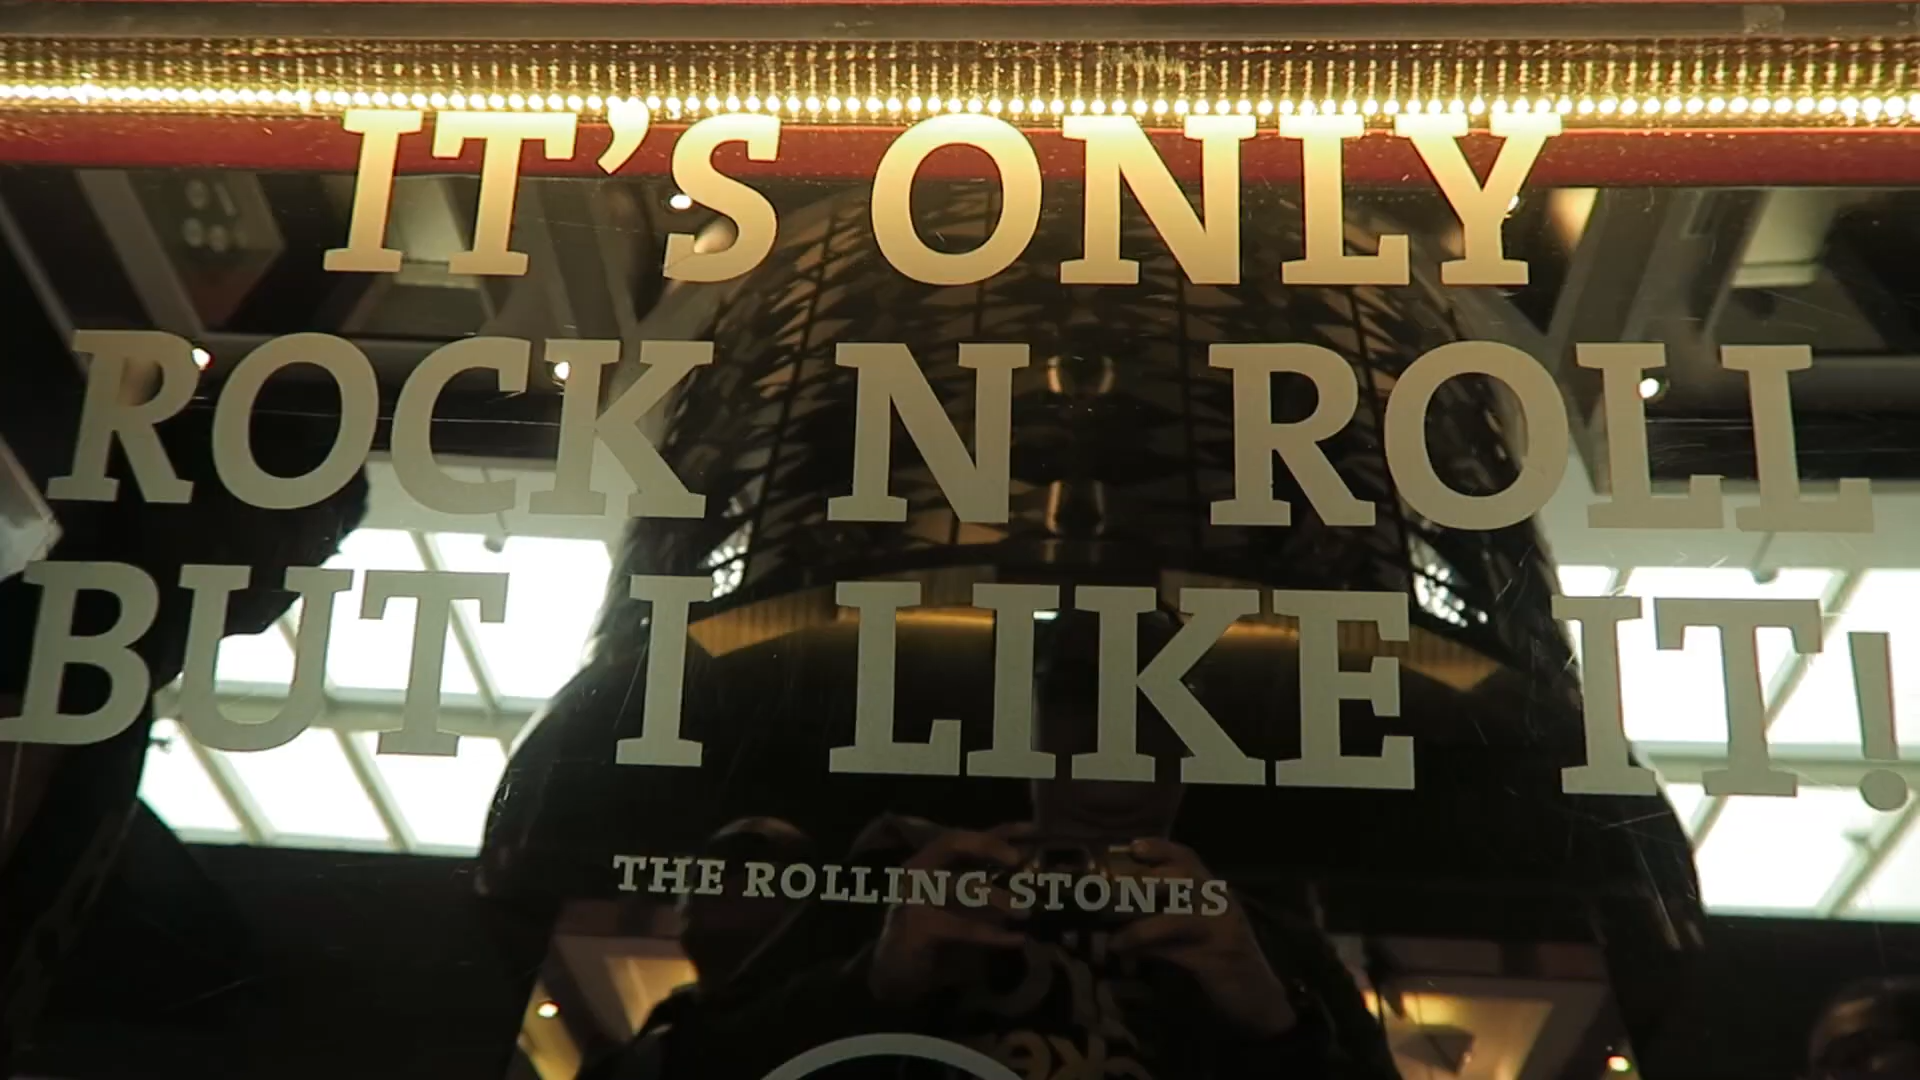 IT'S ONLY
ROCK N ROLL
BUT I LIKE IT!
THE ROLLING STONES